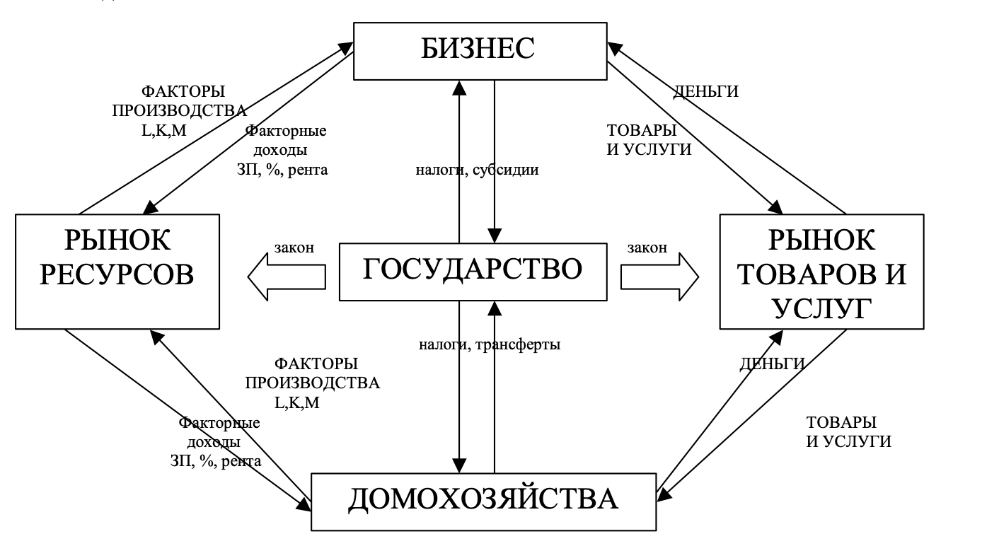 БИЗНЕС
ФАКТОРЫ
ПРОИЗВОДСТВА
L,K,M
Факторные
доходы
ЗП, %, рента
налоги, субсидии
ДЕНЬГИ
ТОВАРЫ
И УСЛУГИ
РЫНОК
РЕСУРСОВ
закон
ГОСУДАРСТВО
закон
РЫНОК
ТОВАРОВ И
УСЛУГ
налоги, трансферты
ФАКТОРЫ
ПРОИЗВОДСТВА
L,K,M
Факторные
доходы
ЗП, %, рента
ДЕНЬГИ
ТОВАРЫ
И УСЛУГИ
ДОМОХОЗЯЙСТВА